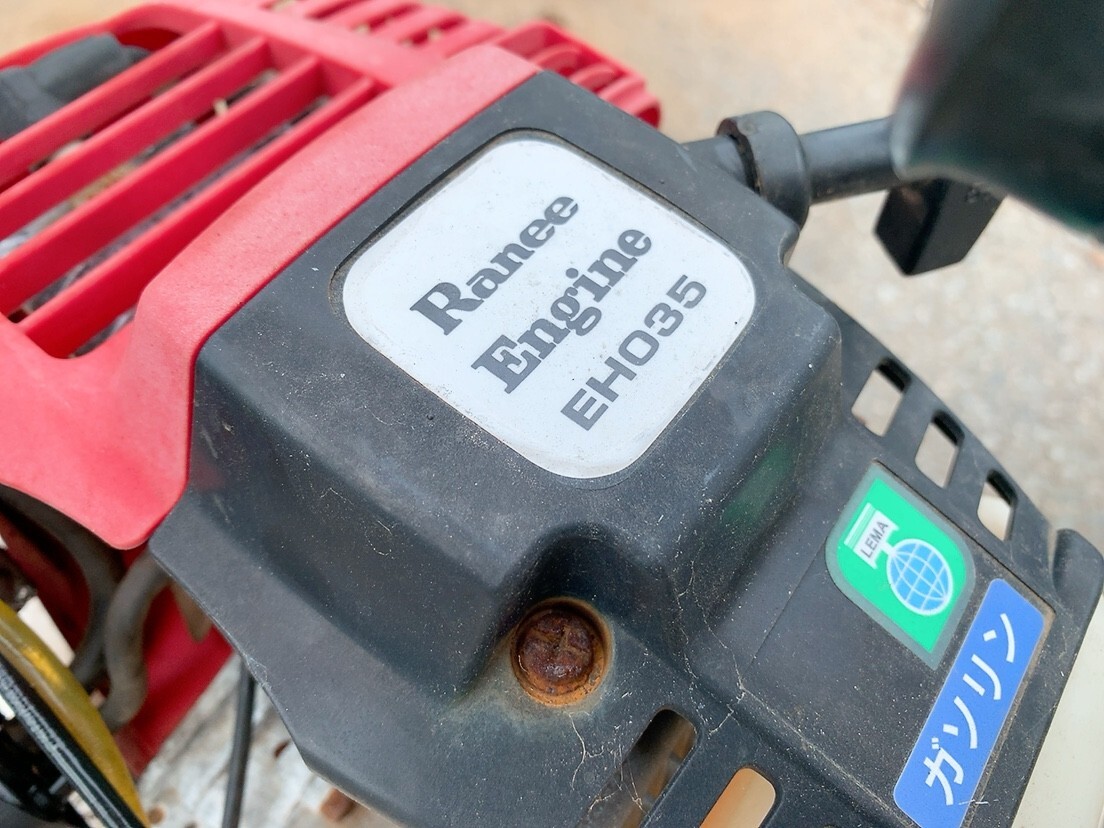 Ranee
Engine
EH035
LEMA
ガソリン